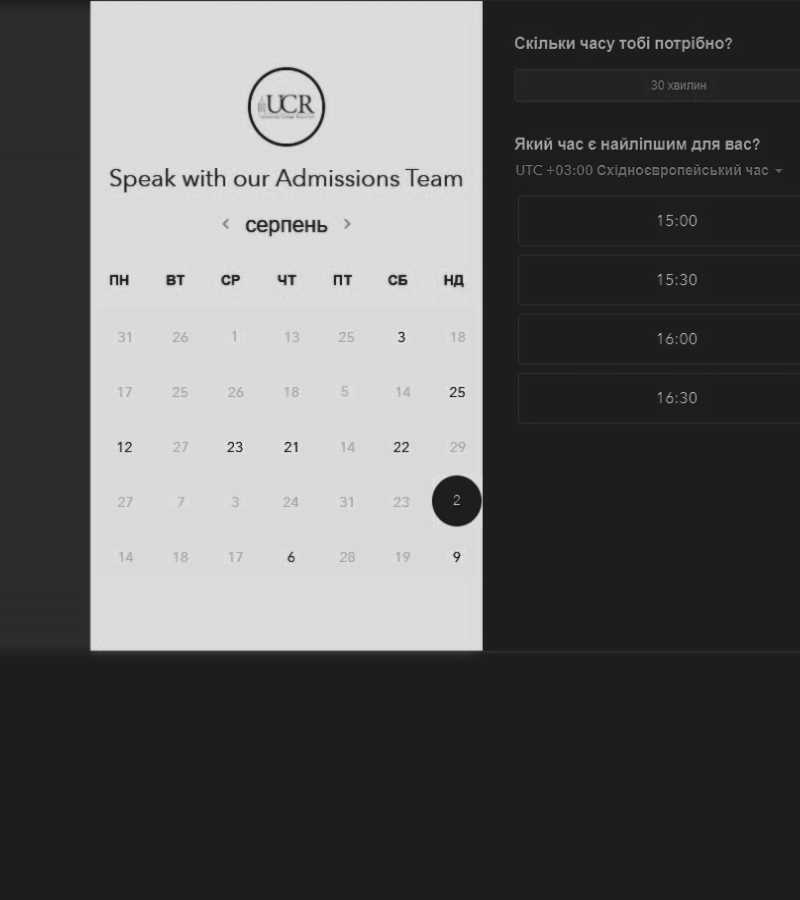 UCR
Speak with our Admissions Team
серпень
ПН ВТ СР ЧТ ПТ СБ НД
31 26 1 13 25 3 18
17 25 26 18 5 14 25
12 27 23 21 14 22 29
27 7 3 24 31 23 2
14 18 17 6 28 19 9
Скільки часу тобі потрібно?
30 хвилин
Який час є найліпшим для вас?
UTC +03:00 Східноєвропейський час
15:00
15:30
16:00
16:30